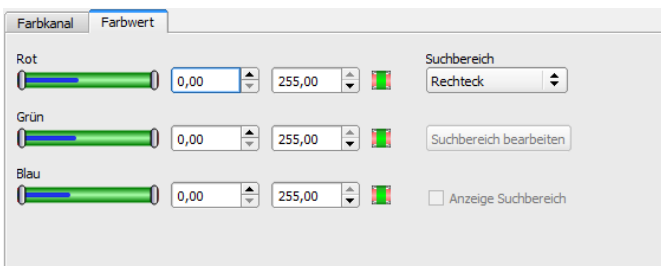 Farbkanal Farbwert
Rot Suchbereich
0,00 255,00 Rechteck
Grün
0,00 255,00 Suchbereich bearbeiten
Blau
0,00 255,00 Anzeige Suchbereich